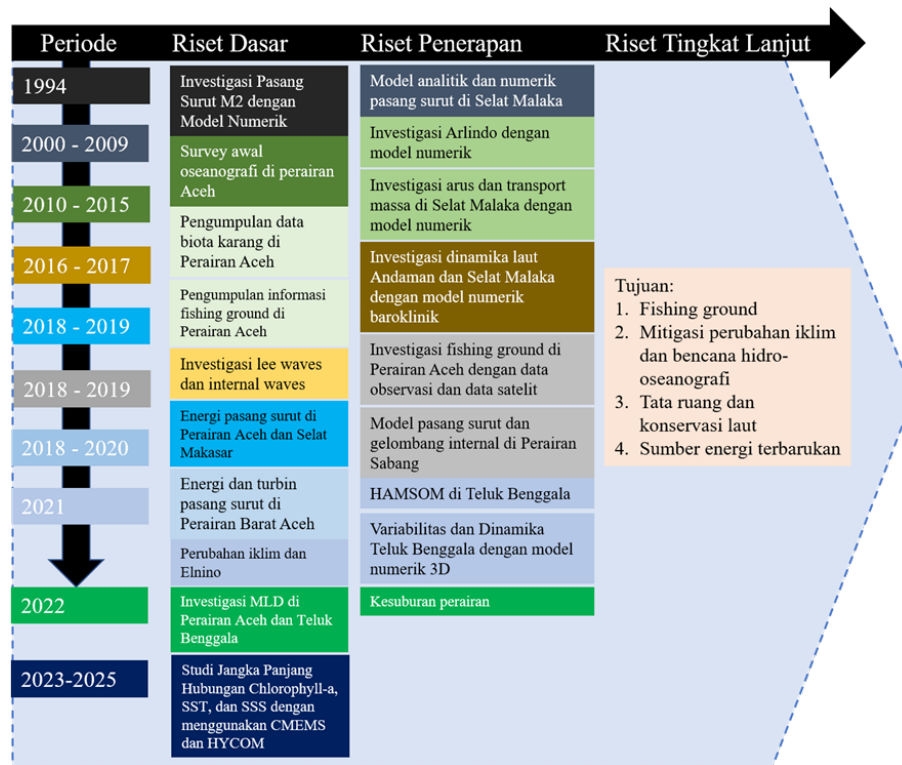 Periode
Riset Dasar
Riset Penerapan
Riset Tingkat Lanjut
1994
2000 - 2009
2010 - 2015
2016 - 2017
2018 - 2019
2018 - 2019
2018 - 2020
2021
2022
2023-2025
Investigasi Pasang
Surut M2 dengan
Model Numerik
Survey awal
oseanografi di perairan
Aceh
Pengumpulan data
biota karang di
Perairan Aceh
Pengumpulan informasi
fishing ground di
Perairan Aceh
Investigasi lee waves
dan internal waves
Energi pasang surut di
Perairan Aceh dan Selat
Makasar
Energi dan turbin
pasang surut di
Perairan Barat Aceh
Perubahan iklim dan
Elnino
Investigasi MLD di
Perairan Aceh dan Teluk
Benggala
Studi Jangka Panjang
Hubungan Chlorophyll-a,
SST, dan SSS dengan
menggunakan CMEMS
dan HYCOM
Model analitik dan numerik
pasang surut di Selat Malaka
Investigasi Arlindo dengan
model numerik
Investigasi arus dan transport
massa di Selat Malaka dengan
model numerik
Investigasi dinamika laut
Andaman dan Selat Malaka
dengan model numerik
baroklinik
Investigasi fishing ground di
Perairan Aceh dengan data
observasi dan data satelit
Model pasang surut dan
gelombang internal di Perairan
Sabang
HAMSOM di Teluk Benggala
Variabilitas dan Dinamika
Teluk Benggala dengan model
numerik 3D
Kesuburan perairan
Tujuan:
1. Fishing ground
2. Mitigasi perubahan iklim
dan bencana hidro-
oseanografi
3. Tata ruang dan
konservasi laut
4. Sumber energi terbarukan